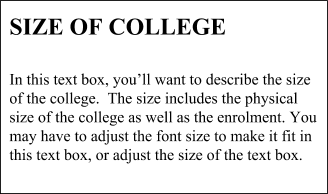 SIZE OF COLLEGE
In this text box, you’ll want to describe the size
of the college.  The size includes the physical
size of the college as well as the enrolment. You
may have to adjust the font size to make it fit in
this text box, or adjust the size of the text box.